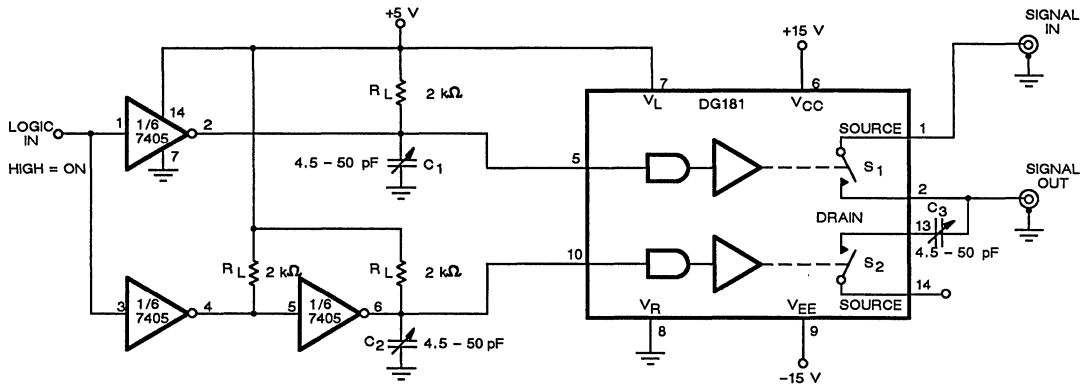 +5 V
SIGNAL
IN
+15 V
7
6
VL
DG181
VCC
RL
2 kΩ
14
1
1/6
7405
2
LOGIC
IN
HIGH = ON
7
4.5 – 50 pF
C1
5
SOURCE
1
S1
2
SIGNAL
OUT
C3
DRAIN
13
4.5 – 50 pF
10
S2
14
SOURCE
RL
2 kΩ
RL
2 kΩ
3
1/6
7405
4
5
1/6
7405
6
C2
4.5 – 50 pF
VR
VEE
8
9
–15 V